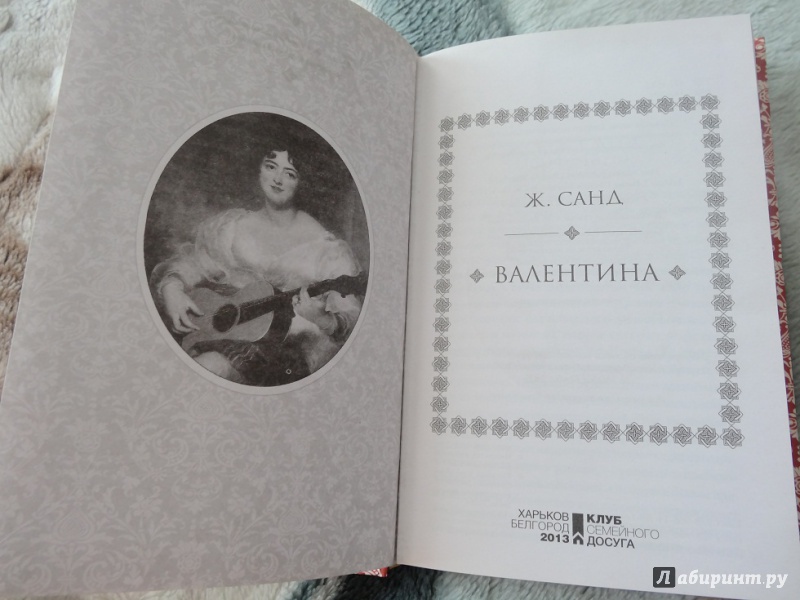 Ж. САНД
ВАЛЕНТИНА
ХАРЬКОВ
БЕЛГОРОД
2013
КЛУБ
СЕМЕЙНОГО
ДОСУГА
Лабиринт.ру